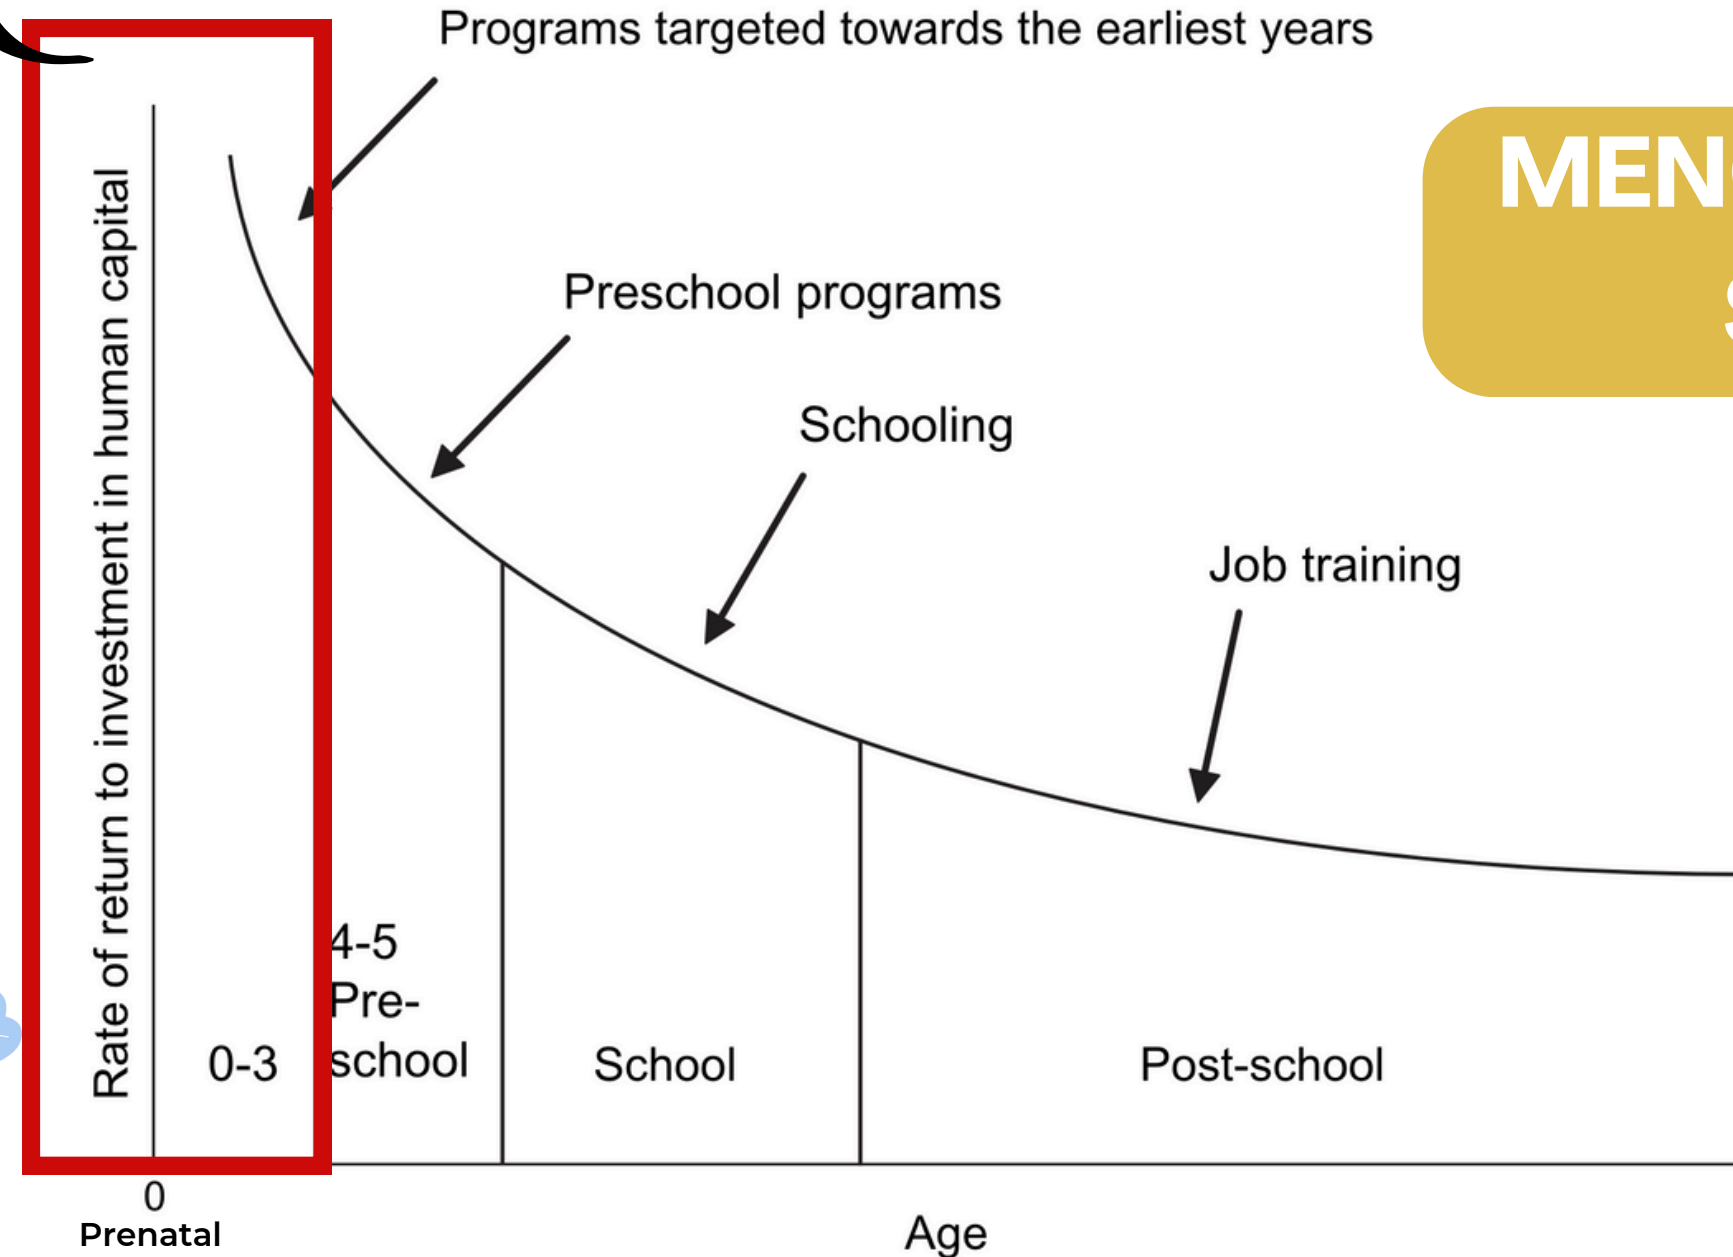 Programs targeted towards the earliest years
Rate of return to investment in human capital
Preschool programs
Schooling
Job training
4-5
Pre-
school
0-3
School
Post-school
0
Prenatal
Age